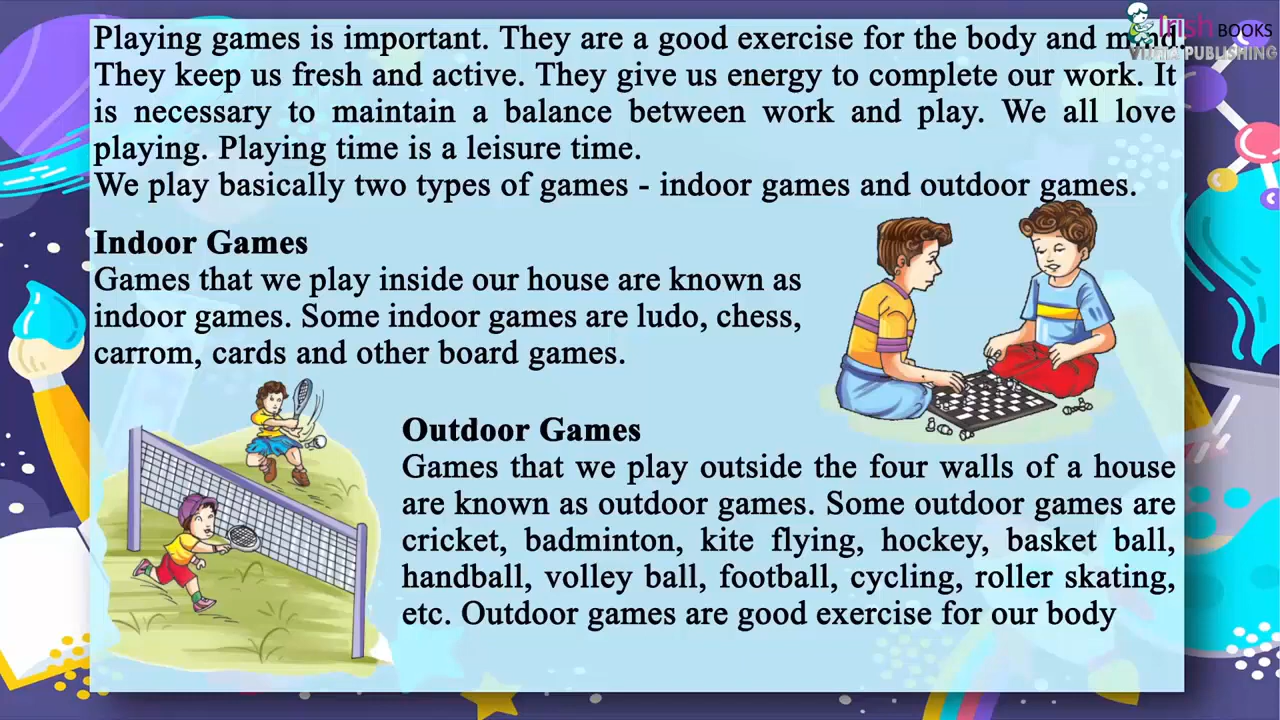 Playing games is important. They are a good exercise for the body and mind.
They keep us fresh and active. They give us energy to complete our work. It
is necessary to maintain a balance between work and play. We all love
playing. Playing time is a leisure time.
We play basically two types of games - indoor games and outdoor games.
Indoor Games
Games that we play inside our house are known as
indoor games. Some indoor games are ludo, chess,
carrom, cards and other board games.
Outdoor Games
Games that we play outside the four walls of a house
are known as outdoor games. Some outdoor games are
cricket, badminton, kite flying, hockey, basket ball,
handball, volley ball, football, cycling, roller skating,
etc. Outdoor games are good exercise for our body
Irish BOOKS
PUBLISHING